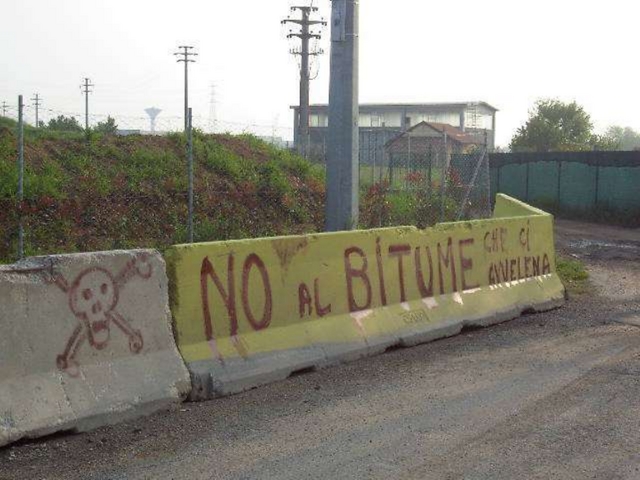 NO AL BITUME CHE CI
AVVELENA